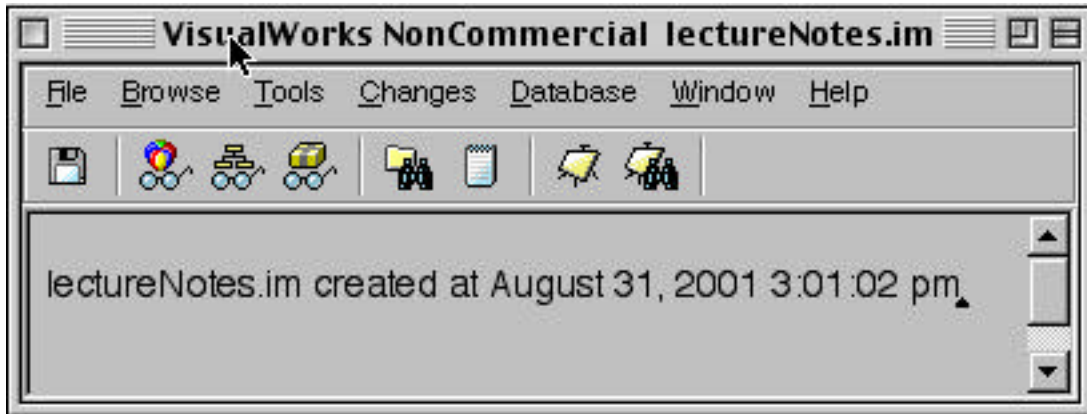 VisualWorks NonCommercial lectureNotes.im
File Browse Tools Changes Database Window Help
lectureNotes.im created at August 31, 2001 3:01:02 pm